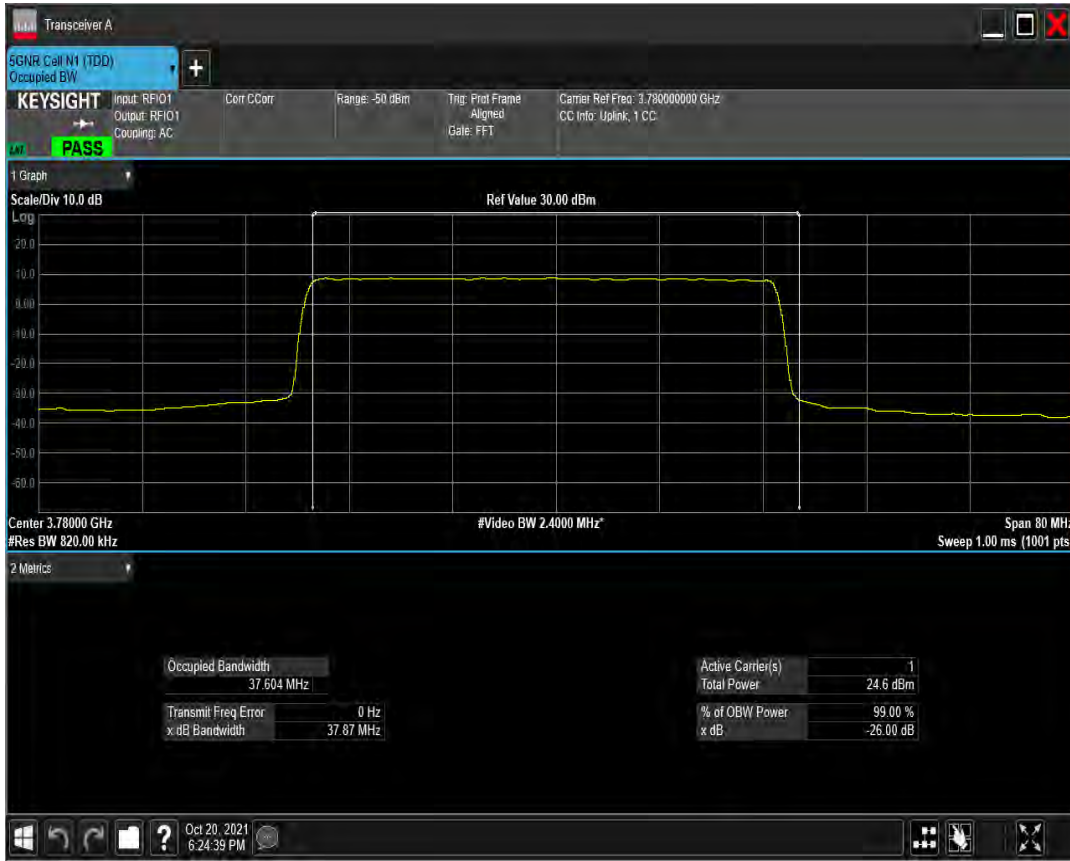 Transceiver A
5GNR Cell N1 (TDD)
Occupied BW
+
KEYSIGHT
Input: RFIO1
Output: RFIO1
Coupling: AC
Corr CCorr
Range: -50 dBm
Trig: Prot Frame
Aligned
Gate: FFT
Carrier Ref Freq: 3.780000000 GHz
CC Info: Uplink, 1 CC
PASS
1 Graph
Scale/Div 10.0 dB
Ref Value 30.00 dBm
Log
20.0
10.0
0.00
-10.0
-20.0
-30.0
-40.0
-50.0
-60.0
Center 3.78000 GHz
#Video BW 2.4000 MHz*
Span 80 MHz
#Res BW 820.00 kHz
Sweep 1.00 ms (1001 pts
2 Metrics
Occupied Bandwidth
37.604 MHz
Transmit Freq Error 0 Hz
x dB Bandwidth 37.87 MHz
Active Carrier(s) 1
Total Power 24.6 dBm
% of OBW Power 99.00 %
x dB -26.00 dB
?
Oct 20, 2021
6:24:39 PM